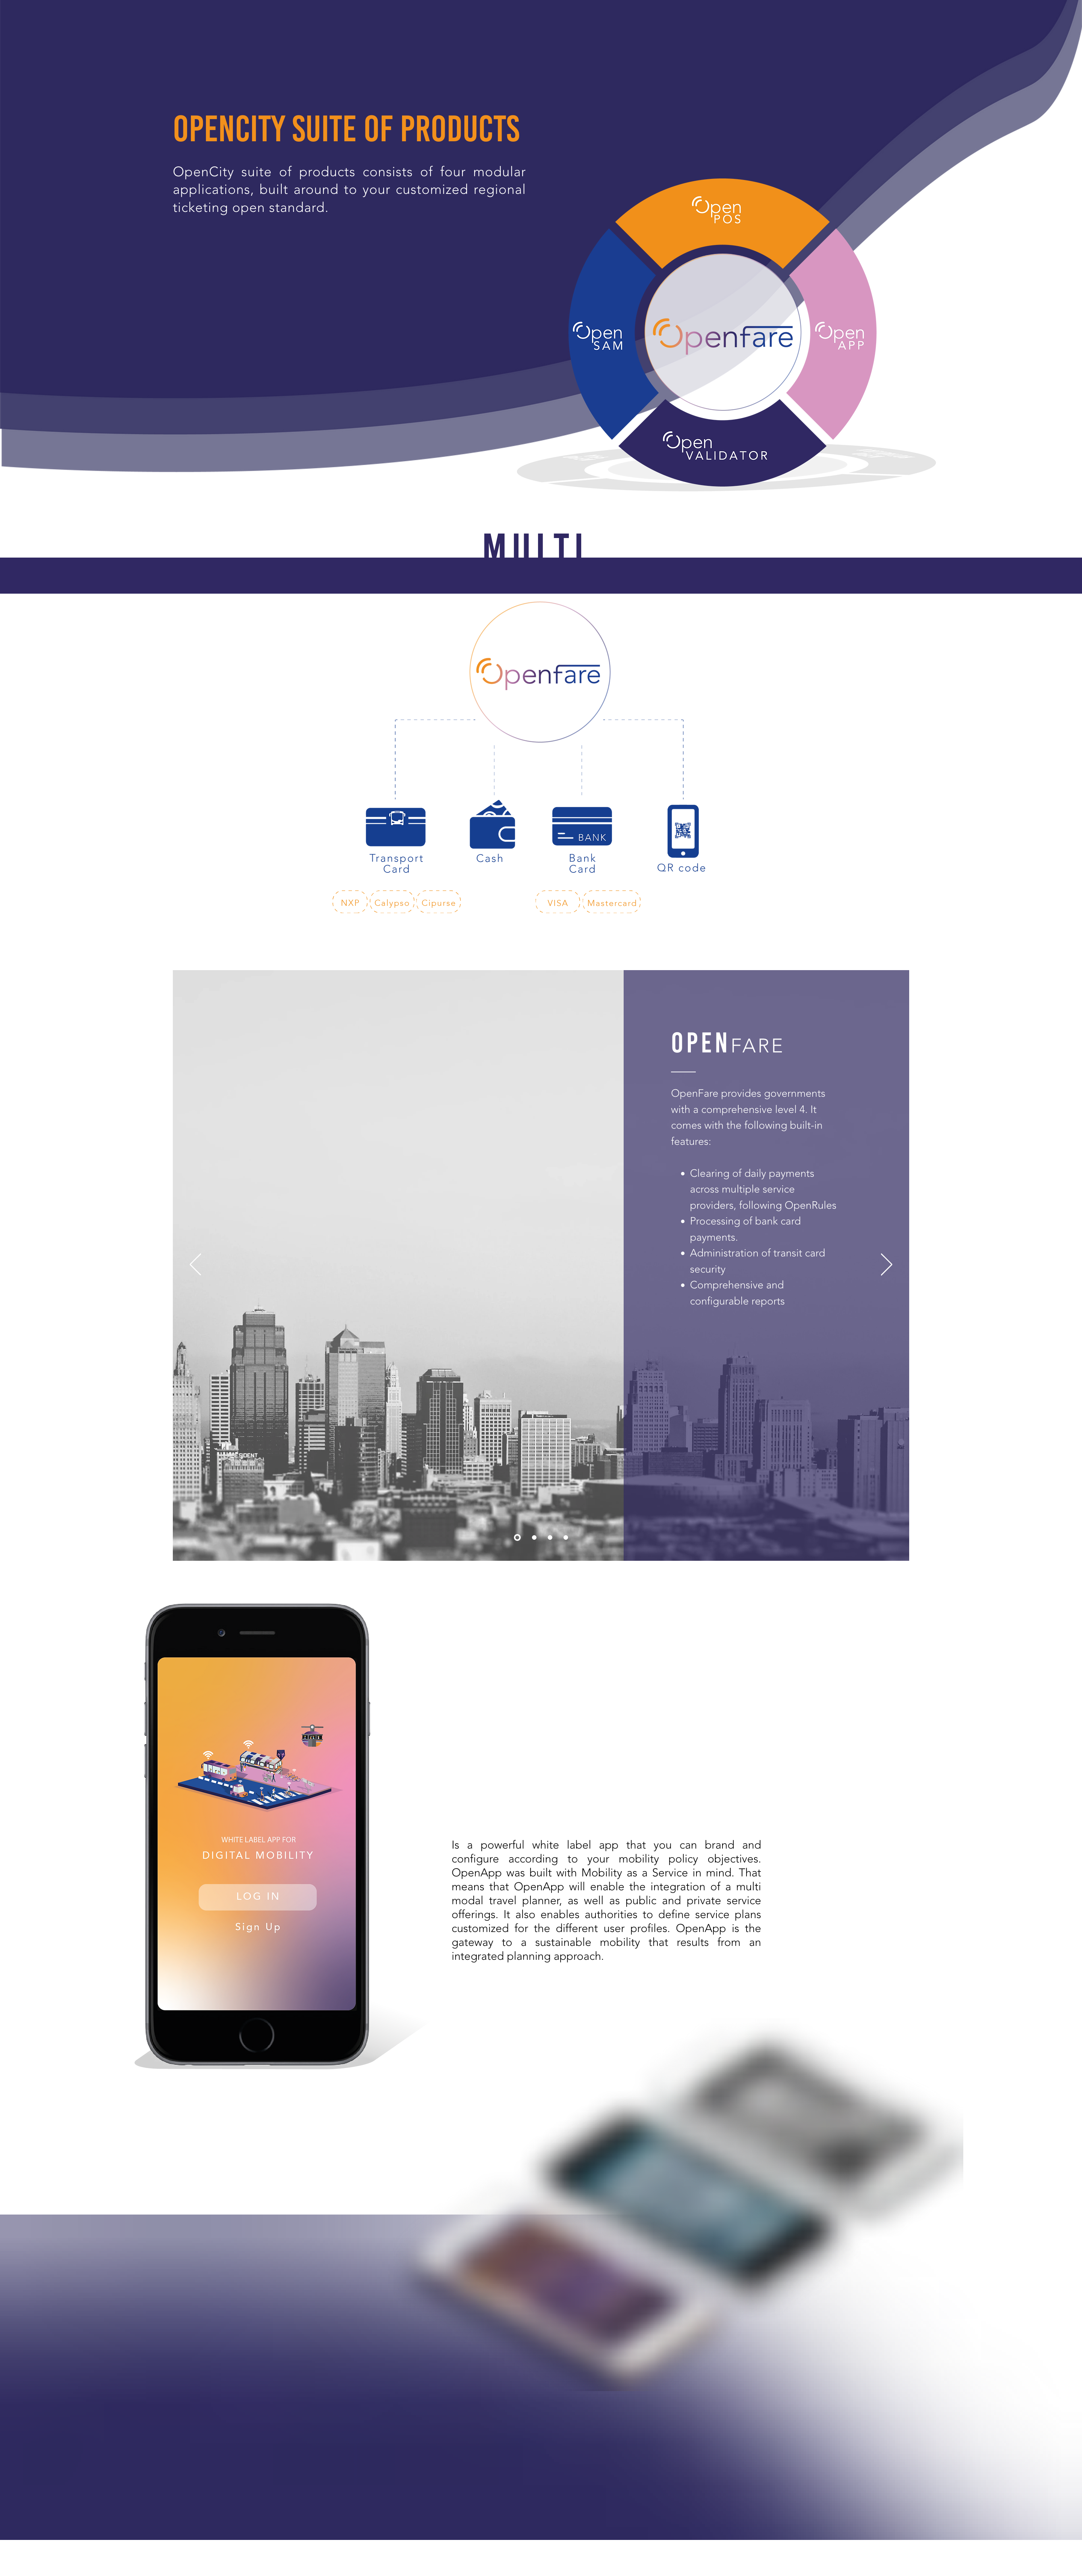 OPENCITY SUITE OF PRODUCTS
OpenCity suite of products consists of four modular
applications, built around to your customized regional
ticketing open standard.
Open
POS
Open
SAM
Openfare
Open
APP
Open
VALIDATOR
MULTI
Openfare
Transport
Card
Cash
BANK
Bank
Card
QR code
NXP
Calypso
Cipurse
VISA
Mastercard
OPENFARE
OpenFare provides governments
with a comprehensive level 4. It
comes with the following built-in
features:
• Clearing of daily payments
across multiple service
providers, following OpenRules
• Processing of bank card
payments.
• Administration of transit card
security
• Comprehensive and
configurable reports
WHITE LABEL APP FOR
DIGITAL MOBILITY
LOG IN
Sign Up
Is a powerful white label app that you can brand and
configure according to your mobility policy objectives.
OpenApp was built with Mobility as a Service in mind. That
means that OpenApp will enable the integration of a multi
modal travel planner, as well as public and private service
offerings. It also enables authorities to define service plans
customized for the different user profiles. OpenApp is the
gateway to a sustainable mobility that results from an
integrated planning approach.